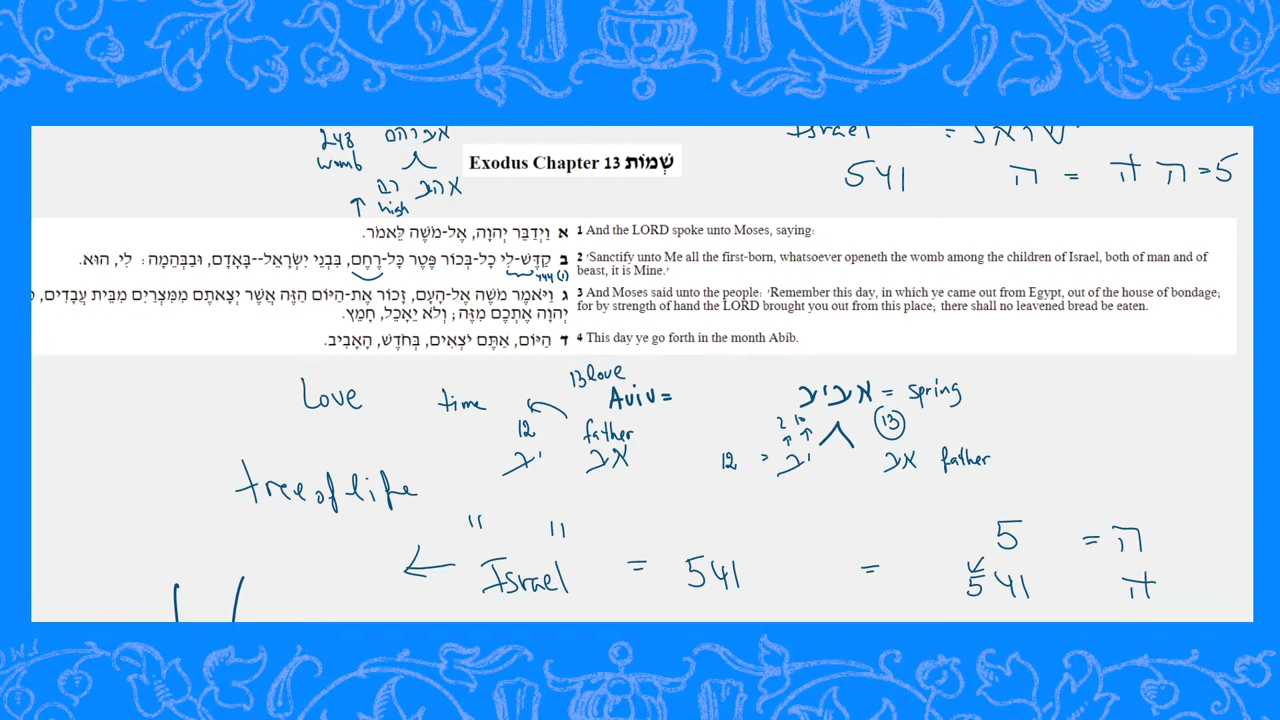 248 אברהם
Israel = ישראל
womb
Exodus Chapter 13 שְׁמוֹת
541 ה = ה ה = 5
רם אהב
high
א וַיְדַבֵּר יְהוָה, אֶל-מֹשֶׁה לֵּאמֹר. 1 And the LORD spoke unto Moses, saying:
ב קַדֶּשׁ-לִי כָל-בְּכוֹר פֶּטֶר כָּל-רֶחֶם, בִּבְנֵי יִשְׂרָאֵל--בָּאָדָם, וּבַבְּהֵמָה: לִי, הוּא. 2 'Sanctify unto Me all the first-born, whatsoever openeth the womb among the children of Israel, both of man and of
beast, it is Mine.'
444 (1)
ג וַיֹּאמֶר מֹשֶׁה אֶל-הָעָם, זָכוֹר אֶת-הַיּוֹם הַזֶּה אֲשֶׁר יְצָאתֶם מִמִּצְרַיִם מִבֵּית עֲבָדִים, 3 And Moses said unto the people: 'Remember this day, in which ye came out from Egypt, out of the house of bondage;
יְהוָה אֶתְכֶם מִזֶּה; וְלֹא יֵאָכֵל, חָמֵץ. for by strength of hand the LORD brought you out from this place; there shall no leavened bread be eaten.
ד הַיּוֹם, אַתֶּם יֹצְאִים, בְּחֹדֶשׁ, הָאָבִיב. 4 This day ye go forth in the month Abib.
13 love
Love time Aviv = אביב = spring
12 father 2 10 13
יב אב 12 = יב אב father
tree of life
" "
5 = ה
← Israel = 541 = 541 ה